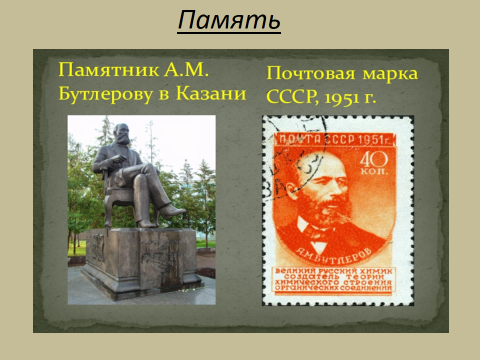 Память
Памятник А.М.
Бутлерову в Казани
Почтовая марка
СССР, 1951 г.
ПОЧТА СССР 1951г.
40
КОП.
А.М.БУТЛЕРОВ
ВЕЛИКИЙ РУССКИЙ ХИМИК
СОЗДАТЕЛЬ ТЕОРИИ
ХИМИЧЕСКОГО СТРОЕНИЯ
ОРГАНИЧЕСКИХ СОЕДИНЕНИЙ